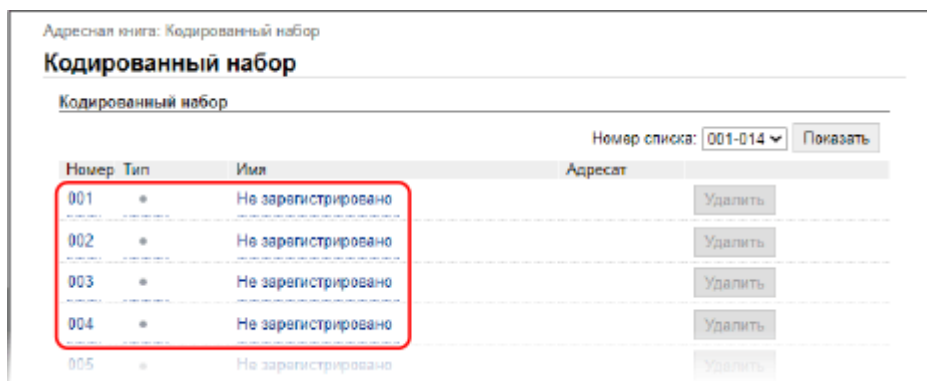 Адресная книга: Кодированный набор
Кодированный набор
Кодированный набор
Номер списка: 001-014 Показать
Номер Тип Имя Адресат
001 Не зарегистрировано Удалить
002 Не зарегистрировано Удалить
003 Не зарегистрировано Удалить
004 Не зарегистрировано Удалить
005 Не зарегистрировано Удалить